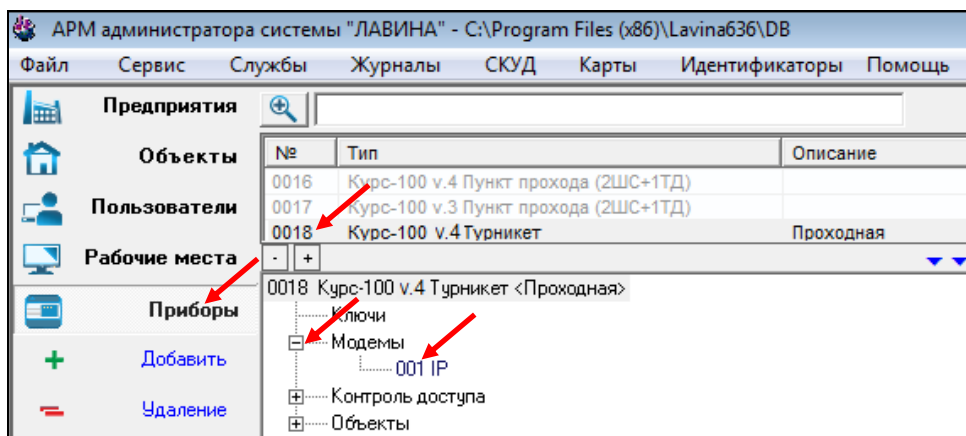 АРМ администратора системы "ЛАВИНА" - C:\Program Files (x86)\Lavina636\DB
Файл Сервис Службы Журналы СКУД Карты Идентификаторы Помощь
Предприятия
Объекты
Пользователи
Рабочие места
Приборы
Добавить
Удаление
№ Тип Описание
0016 Курс-100 v.4 Пункт прохода (2ШС+1ТД)
0017 Курс-100 v.3 Пункт прохода (2ШС+1ТД)
0018 Курс-100 v.4 Турникет Проходная
- +
0018 Курс-100 v.4 Турникет <Проходная>
Ключи
Модемы
001 IP
Контроль доступа
Объекты